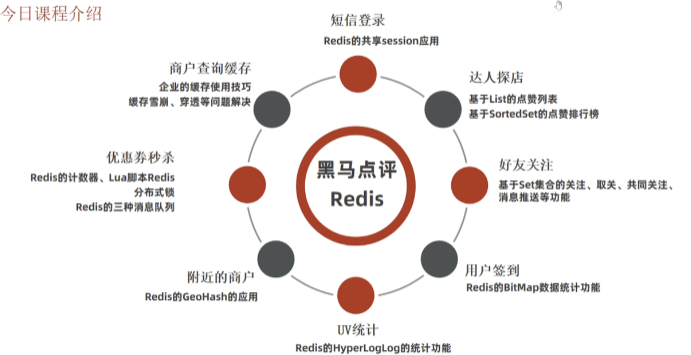 今日课程介绍
短信登录
Redis的共享session应用
商户查询缓存
企业的缓存使用技巧
缓存雪崩、穿透等问题解决
达人探店
基于List的点赞列表
基于SortedSet的点赞排行榜
优惠券秒杀
Redis的计数器、Lua脚本Redis
分布式锁
Redis的三种消息队列
黑马点评
Redis
好友关注
基于Set集合的关注、取关、共同关注、
消息推送等功能
附近的商户
Redis的GeoHash的应用
用户签到
Redis的BitMap数据统计功能
UV统计
Redis的HyperLogLog的统计功能